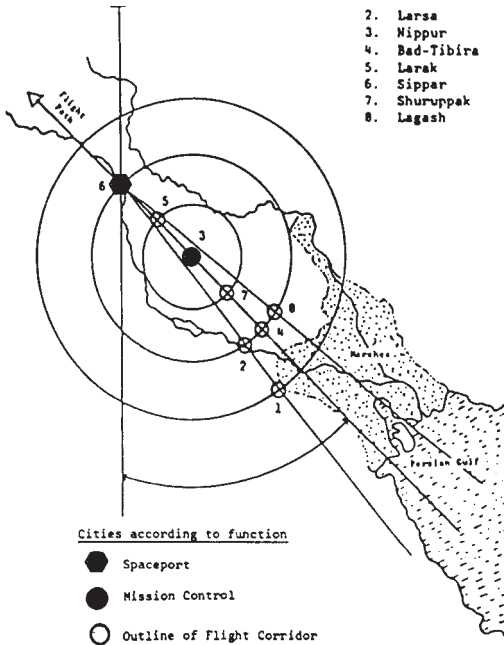 2. Larsa
3. Nippur
4. Bad-Tibira
5. Larak
6. Sippar
7. Shuruppak
8. Lagash
Flight
Path
6
5
3
7
8
4
2
1
Marshes
Persian Gulf
Cities according to function
Spaceport
Mission Control
Outline of Flight Corridor